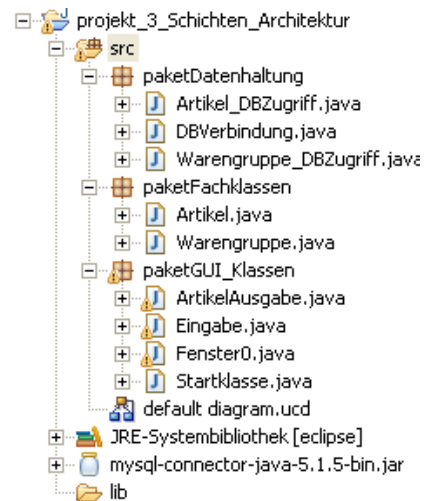 projekt_3_Schichten_Architektur
src
paketDatenhaltung
Artikel_DBZugriff.java
DBVerbindung.java
Warengruppe_DBZugriff.java
paketFachklassen
Artikel.java
Warengruppe.java
paketGUI_Klassen
ArtikelAusgabe.java
Eingabe.java
Fenster0.java
Startklasse.java
default diagram.ucd
JRE-Systembibliothek [eclipse]
mysql-connector-java-5.1.5-bin.jar
lib